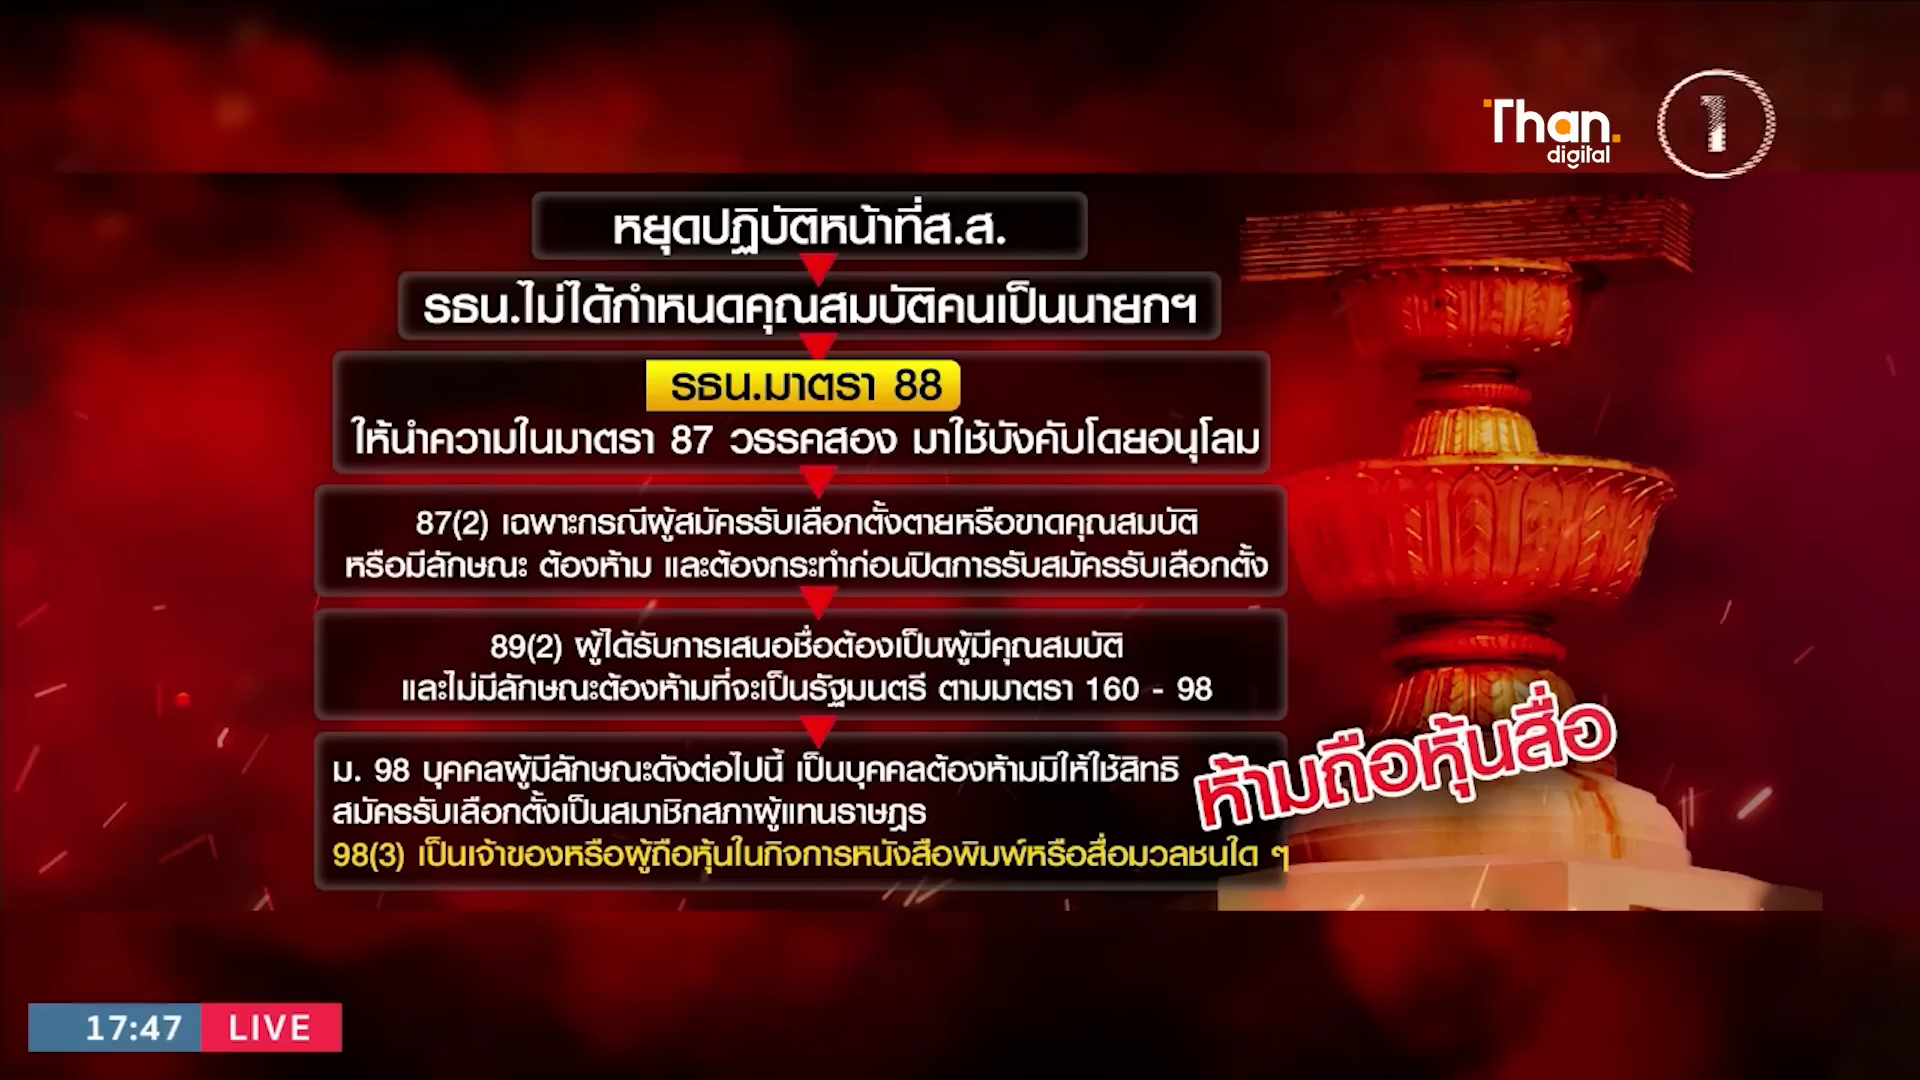 Than.
digital
1
หยุดปฏิบัติหน้าที่ส.ส.
รธน.ไม่ได้กำหนดคุณสมบัติคนเป็นนายกฯ
รธน.มาตรา 88
ให้นำความในมาตรา 87 วรรคสอง มาใช้บังคับโดยอนุโลม
87(2) เฉพาะกรณีผู้สมัครรับเลือกตั้งตายหรือขาดคุณสมบัติ
หรือมีลักษณะ ต้องห้าม และต้องกระทำก่อนปิดการรับสมัครรับเลือกตั้ง
89(2) ผู้ได้รับการเสนอชื่อต้องเป็นผู้มีคุณสมบัติ
และไม่มีลักษณะต้องห้ามที่จะเป็นรัฐมนตรี ตามมาตรา 160 - 98
ม. 98 บุคคลผู้มีลักษณะดังต่อไปนี้ เป็นบุคคลต้องห้ามมิให้ใช้สิทธิ
สมัครรับเลือกตั้งเป็นสมาชิกสภาผู้แทนราษฎร
98(3) เป็นเจ้าของหรือผู้ถือหุ้นในกิจการหนังสือพิมพ์หรือสื่อมวลชนใด ๆ
ห้ามถือหุ้นสื่อ
17:47 LIVE